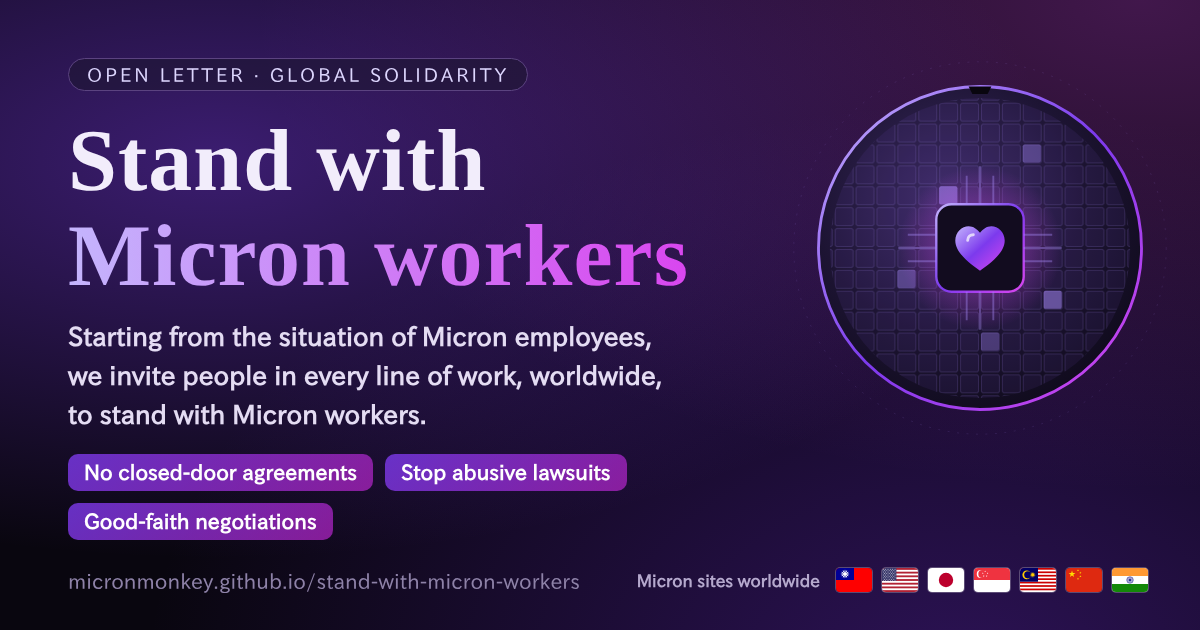 OPEN LETTER · GLOBAL SOLIDARITY
Stand with
Micron workers
Starting from the situation of Micron employees,
we invite people in every line of work, worldwide,
to stand with Micron workers.
No closed-door agreements
Stop abusive lawsuits
Good-faith negotiations
micronmonkey.github.io/stand-with-micron-workers
Micron sites worldwide